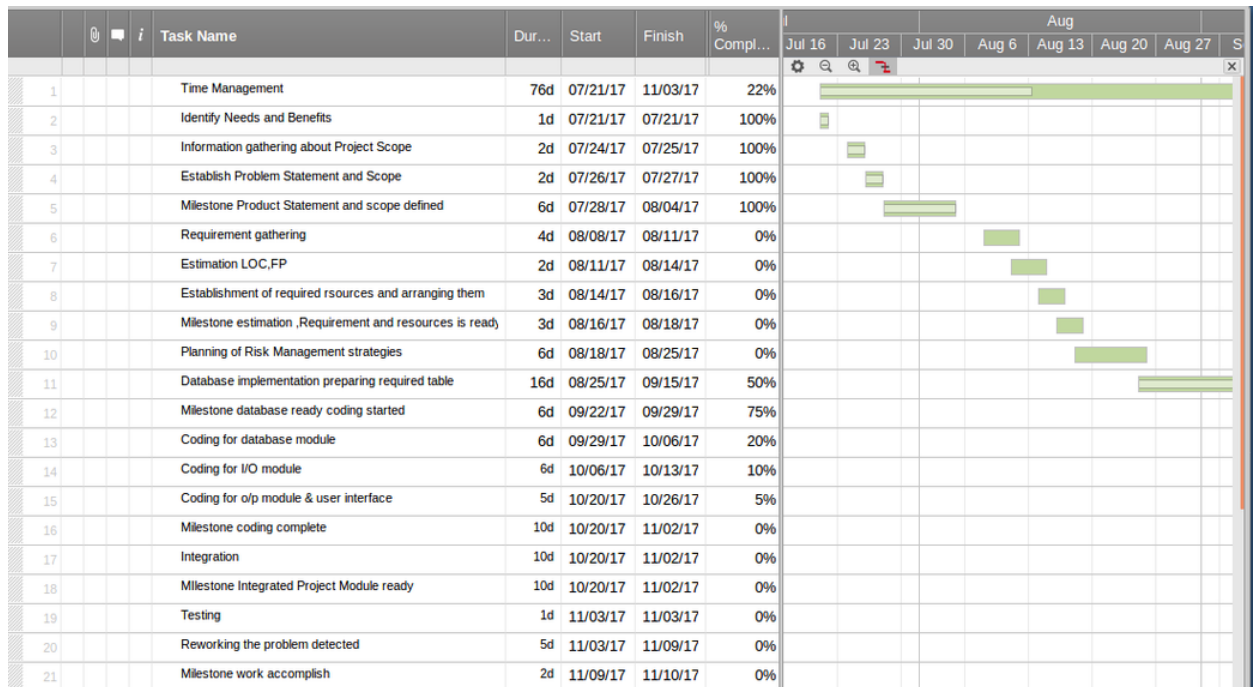 l Aug
i Task Name Dur... Start Finish % Compl... Jul 16 Jul 23 Jul 30 Aug 6 Aug 13 Aug 20 Aug 27 S
1 Time Management 76d 07/21/17 11/03/17 22%
2 Identify Needs and Benefits 1d 07/21/17 07/21/17 100%
3 Information gathering about Project Scope 2d 07/24/17 07/25/17 100%
4 Establish Problem Statement and Scope 2d 07/26/17 07/27/17 100%
5 Milestone Product Statement and scope defined 6d 07/28/17 08/04/17 100%
6 Requirement gathering 4d 08/08/17 08/11/17 0%
7 Estimation LOC,FP 2d 08/11/17 08/14/17 0%
8 Establishment of required rsources and arranging them 3d 08/14/17 08/16/17 0%
9 Milestone estimation ,Requirement and resources is ready 3d 08/16/17 08/18/17 0%
10 Planning of Risk Management strategies 6d 08/18/17 08/25/17 0%
11 Database implementation preparing required table 16d 08/25/17 09/15/17 50%
12 Milestone database ready coding started 6d 09/22/17 09/29/17 75%
13 Coding for database module 6d 09/29/17 10/06/17 20%
14 Coding for I/O module 6d 10/06/17 10/13/17 10%
15 Coding for o/p module & user interface 5d 10/20/17 10/26/17 5%
16 Milestone coding complete 10d 10/20/17 11/02/17 0%
17 Integration 10d 10/20/17 11/02/17 0%
18 MIlestone Integrated Project Module ready 10d 10/20/17 11/02/17 0%
19 Testing 1d 11/03/17 11/03/17 0%
20 Reworking the problem detected 5d 11/03/17 11/09/17 0%
21 Milestone work accomplish 2d 11/09/17 11/10/17 0%